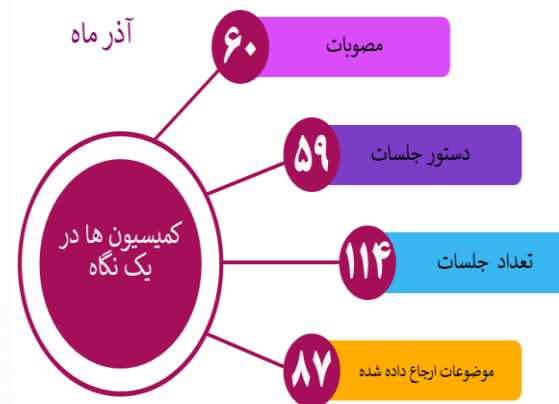 آذر ماه
مصوبات
۶۰
دستور جلسات
۵۹
کمیسیون ها در
یک نگاه
تعداد جلسات
۱۱۴
موضوعات ارجاع داده شده
۸۷